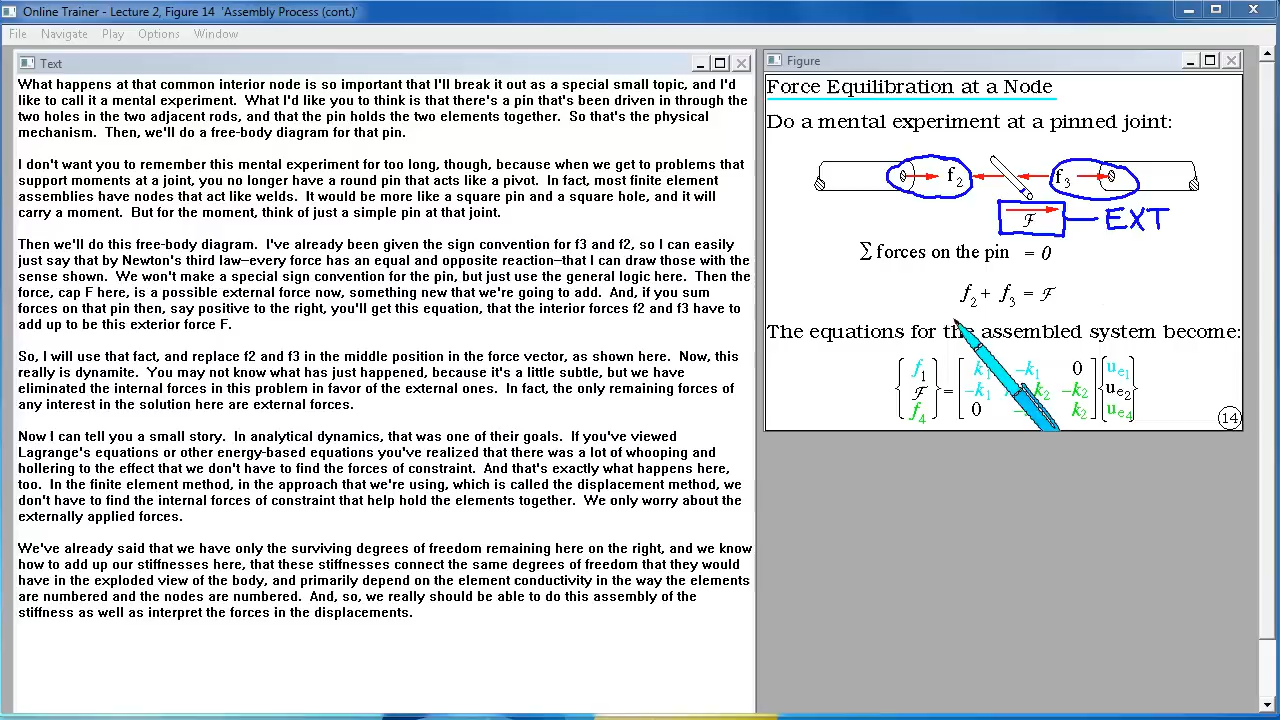 Online Trainer - Lecture 2, Figure 14 'Assembly Process (cont.)'
File Navigate Play Options Window
Text
What happens at that common interior node is so important that I'll break it out as a special small topic, and I'd
like to call it a mental experiment. What I'd like you to think is that there's a pin that's been driven in through the
two holes in the two adjacent rods, and that the pin holds the two elements together. So that's the physical
mechanism. Then, we'll do a free-body diagram for that pin.
I don't want you to remember this mental experiment for too long, though, because when we get to problems that
support moments at a joint, you no longer have a round pin that acts like a pivot. In fact, most finite element
assemblies have nodes that act like welds. It would be more like a square pin and a square hole, and it will
carry a moment. But for the moment, think of just a simple pin at that joint.
Then we'll do this free-body diagram. I've already been given the sign convention for f3 and f2, so I can easily
just say that by Newton's third law—every force has an equal and opposite reaction—that I can draw those with the
sense shown. We won't make a special sign convention for the pin, but just use the general logic here. Then the
force, cap F here, is a possible external force now, something new that we're going to add. And, if you sum
forces on that pin then, say positive to the right, you'll get this equation, that the interior forces f2 and f3 have to
add up to be this exterior force F.
So, I will use that fact, and replace f2 and f3 in the middle position in the force vector, as shown here. Now, this
really is dynamite. You may not know what has just happened, because it's a little subtle, but we have
eliminated the internal forces in this problem in favor of the external ones. In fact, the only remaining forces of
any interest in the solution here are external forces.
Now I can tell you a small story. In analytical dynamics, that was one of their goals. If you've viewed
Lagrange's equations or other energy-based equations you've realized that there was a lot of whooping and
hollering to the effect that we don't have to find the forces of constraint. And that's exactly what happens here,
too. In the finite element method, in the approach that we're using, which is called the displacement method, we
don't have to find the internal forces of constraint that help hold the elements together. We only worry about the
externally applied forces.
We've already said that we have only the surviving degrees of freedom remaining here on the right, and we know
how to add up our stiffnesses here, that these stiffnesses connect the same degrees of freedom that they would
have in the exploded view of the body, and primarily depend on the element conductivity in the way the elements
are numbered and the nodes are numbered. And, so, we really should be able to do this assembly of the
stiffness as well as interpret the forces in the displacements.
Figure
Force Equilibration at a Node
Do a mental experiment at a pinned joint:
f2 f3
ℱ EXT
∑ forces on the pin = 0
f2 + f3 = ℱ
The equations for the assembled system become:
f1 k1 −k1 0 ue1
ℱ = −k1 k2 −k2 ue2
f4 0 k2 ue4
14